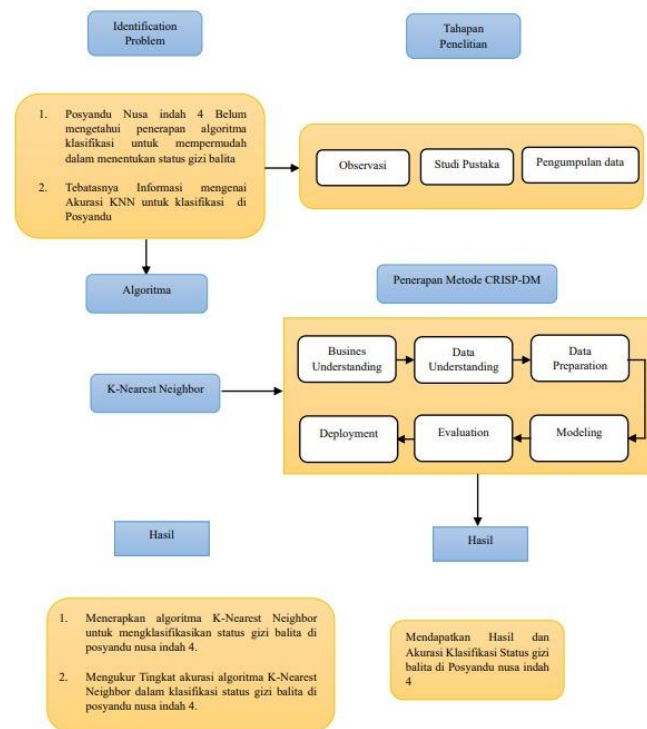 Identification
Problem
Tahapan
Penelitian
1. Posyandu Nusa indah 4 Belum
mengetahui penerapan algoritma
klasifikasi untuk mempermudah
dalam menentukan status gizi balita
2. Tebatasnya Informasi mengenai
Akurasi KNN untuk klasifikasi di
Posyandu
Observasi
Studi Pustaka
Pengumpulan data
Algoritma
Penerapan Metode CRISP-DM
K-Nearest Neighbor
Busines
Understanding
Data
Understanding
Data
Preparation
Deployment
Evaluation
Modeling
Hasil
Hasil
1. Menerapkan algoritma K-Nearest Neighbor
untuk mengklasifikasikan status gizi balita di
posyandu nusa indah 4.
2. Mengukur Tingkat akurasi algoritma K-Nearest
Neighbor dalam klasifikasi status gizi balita di
posyandu nusa indah 4.
Mendapatkan Hasil dan
Akurasi Klasifikasi Status gizi
balita di Posyandu nusa indah
4